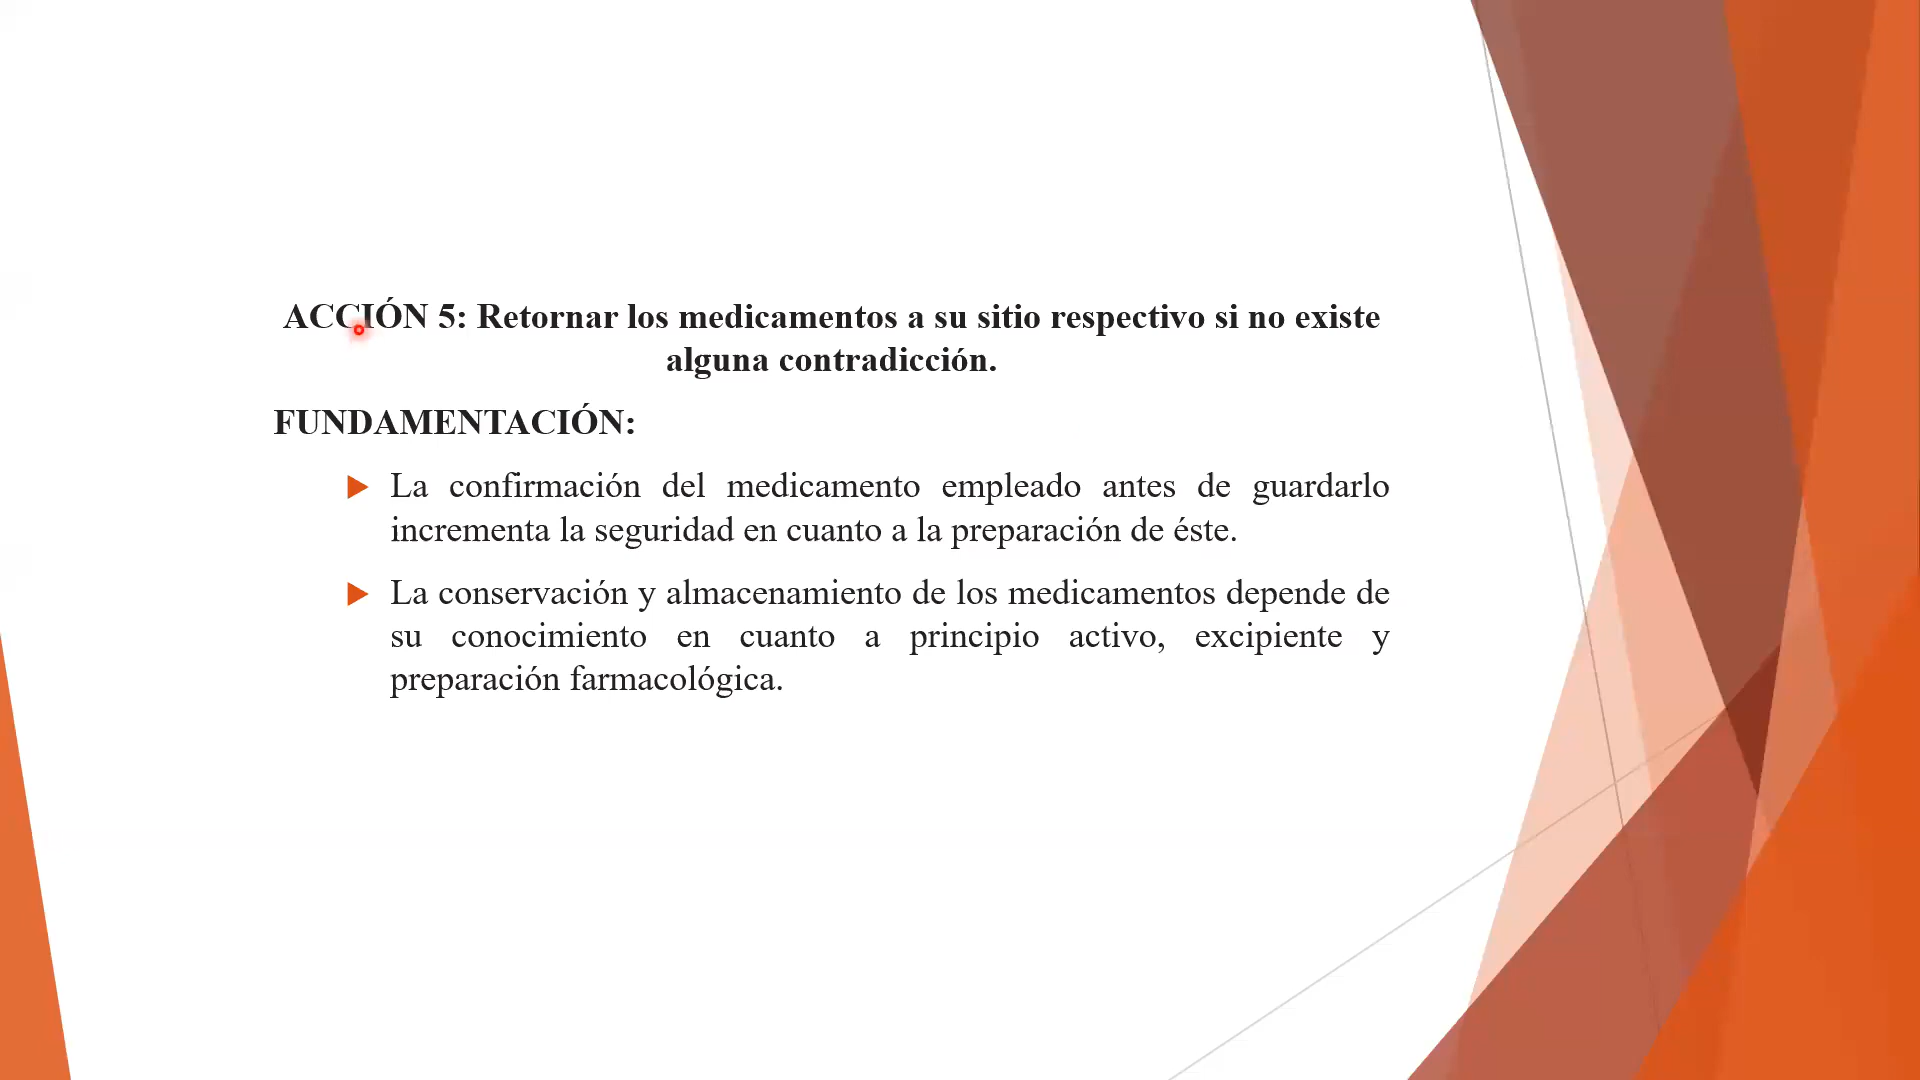 ACCIÓN 5: Retornar los medicamentos a su sitio respectivo si no existe
alguna contradicción.
FUNDAMENTACIÓN:
La confirmación del medicamento empleado antes de guardarlo
incrementa la seguridad en cuanto a la preparación de éste.
La conservación y almacenamiento de los medicamentos depende de
su conocimiento en cuanto a principio activo, excipiente y
preparación farmacológica.